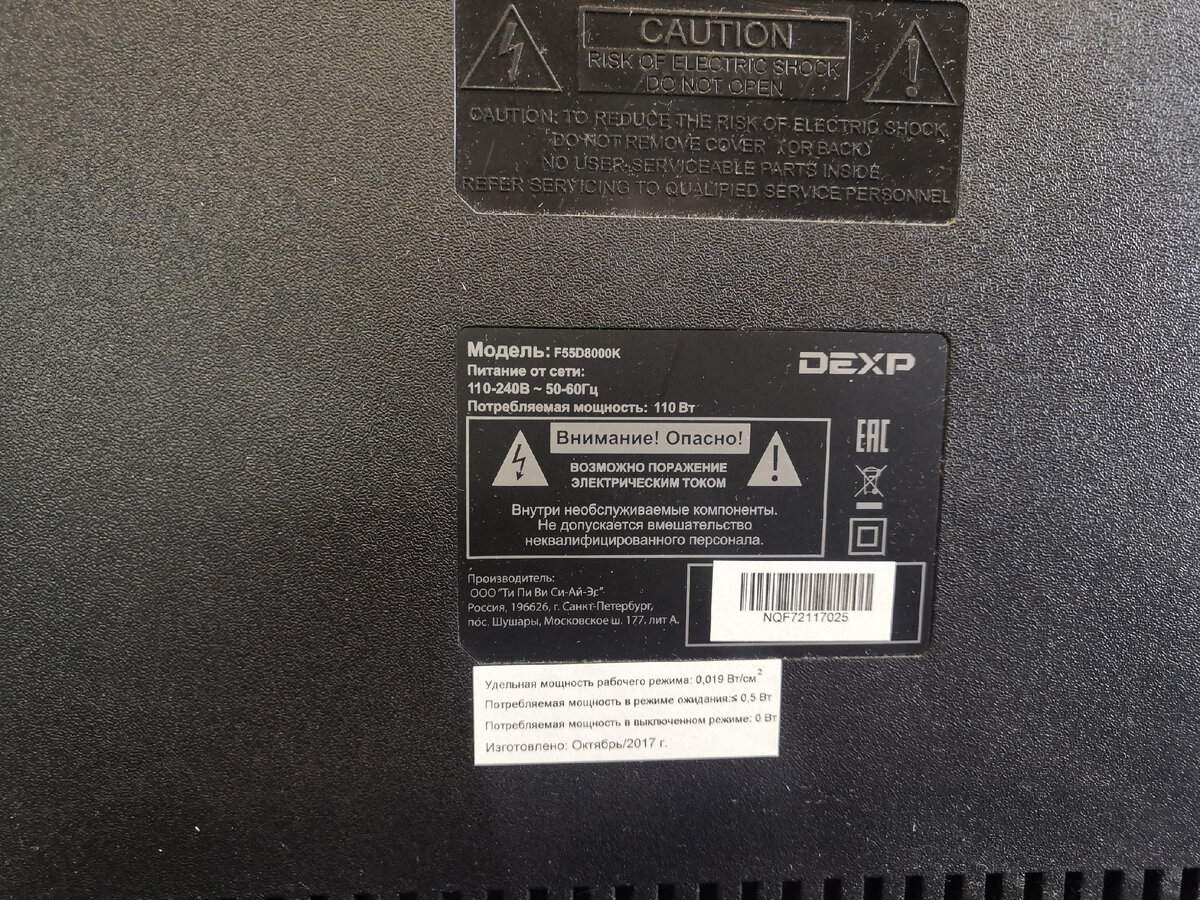 CAUTION
RISK OF ELECTRIC SHOCK
DO NOT OPEN
CAUTION: TO REDUCE THE RISK OF ELECTRIC SHOCK,
DO NOT REMOVE COVER (OR BACK)
NO USER-SERVICEABLE PARTS INSIDE
REFER SERVICING TO QUALIFIED SERVICE PERSONNEL
Модель: F55D8000K
DEXP
Питание от сети:
110-240В ~ 50-60Гц
Потребляемая мощность: 110 Вт
Внимание! Опасно!
ВОЗМОЖНО ПОРАЖЕНИЕ
ЭЛЕКТРИЧЕСКИМ ТОКОМ
Внутри необслуживаемые компоненты.
Не допускается вмешательство
неквалифицированного персонала.
EAC
Производитель:
ООО "Ти Пи Ви Си-Ай-Эс"
Россия, 196626, г. Санкт-Петербург,
пос. Шушары, Московское ш. 177, лит А.
NQF72117025
Удельная мощность рабочего режима: 0,019 Вт/см²
Потребляемая мощность в режиме ожидания:≤ 0,5 Вт
Потребляемая мощность в выключенном режиме: 0 Вт
Изготовлено: Октябрь/2017 г.